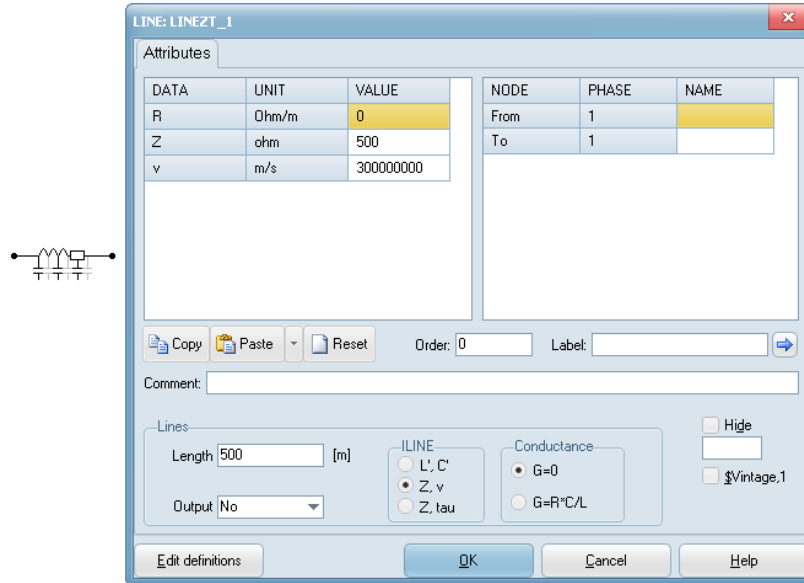 LINE: LINEZT_1
Attributes
DATA UNIT VALUE
R Ohm/m 0
Z ohm 500
v m/s 300000000
NODE PHASE NAME
From 1
To 1
Copy Paste Reset Order: 0 Label:
Comment:
Lines
Length 500 [m]
Output No
ILINE
L', C'
Z, v
Z, tau
Conductance
G=0
G=R*C/L
Hide
$Vintage,1
Edit definitions OK Cancel Help